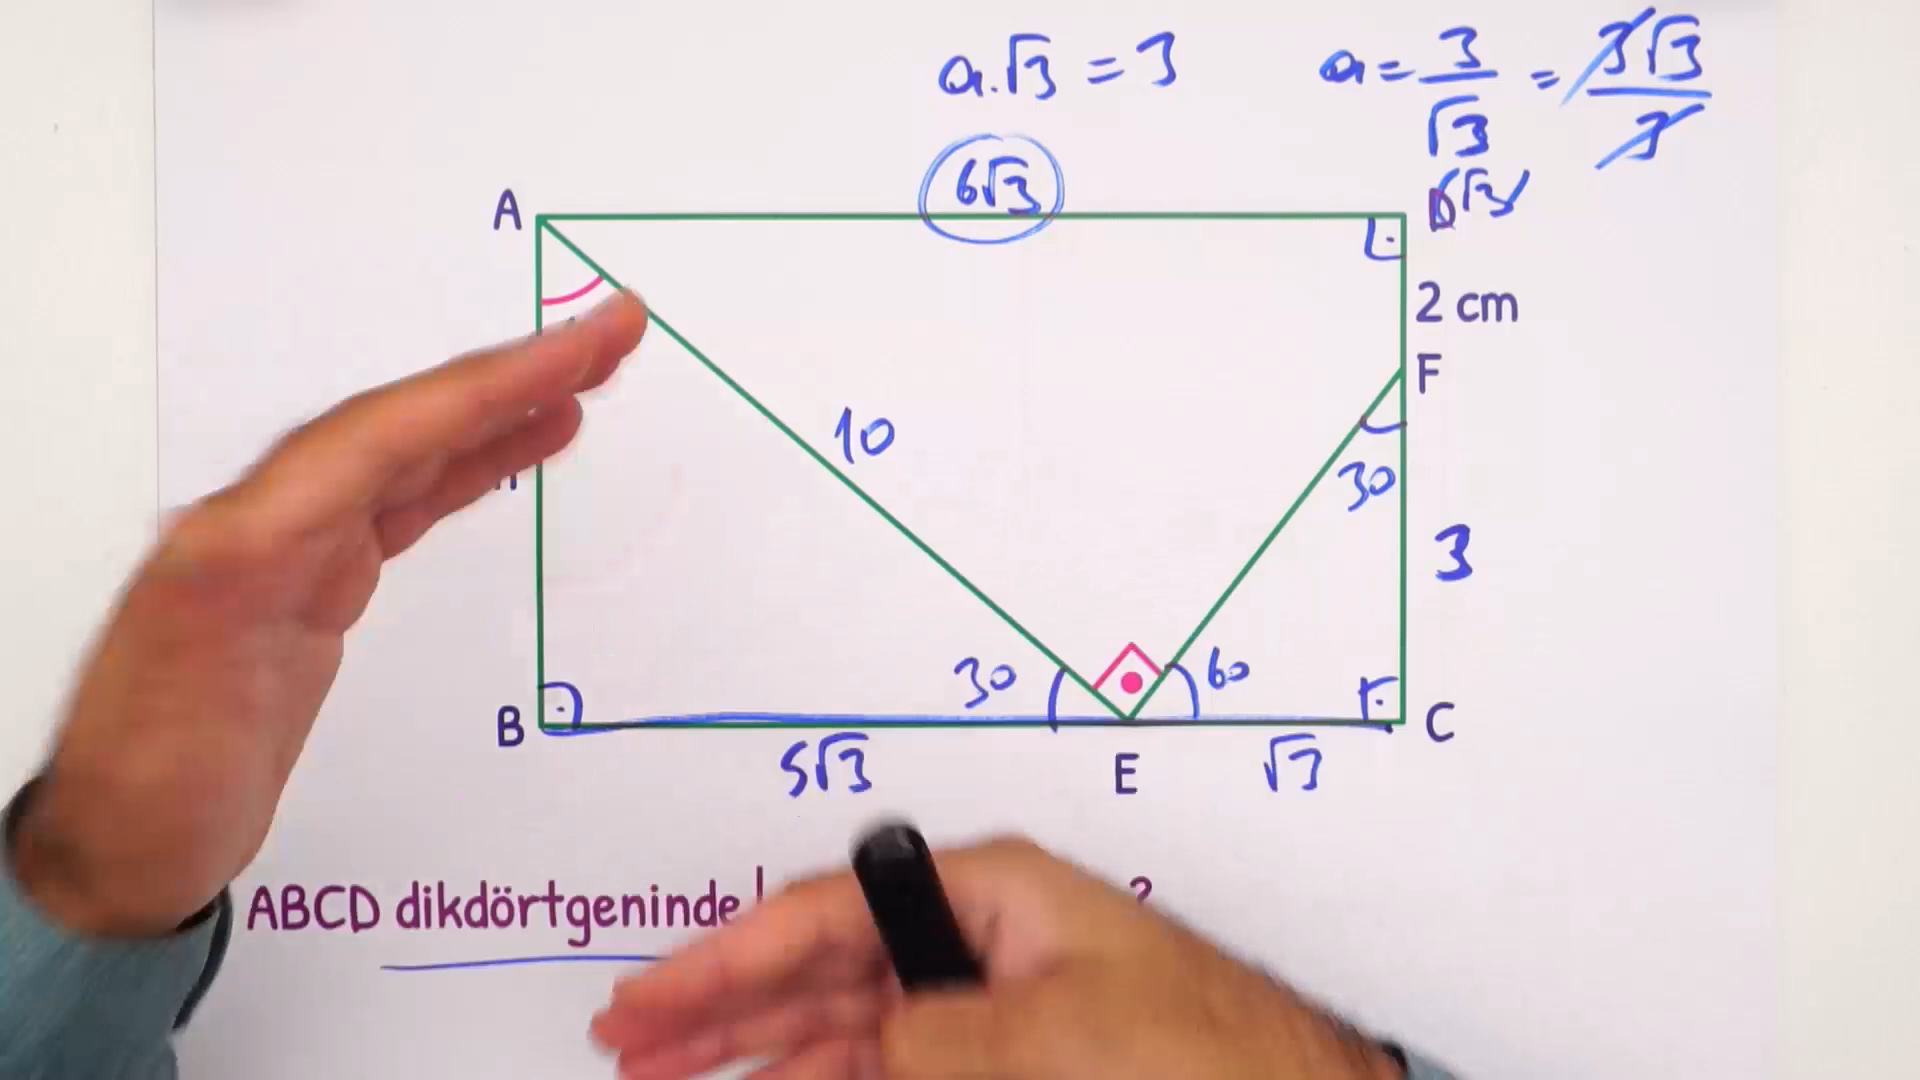 a.√3 = 3
a = 3/√3 = 3√3/3
6√3
6√3
A
D
2 cm
F
10
30
3
30
60
B
C
5√3
E
√3
ABCD dikdörtgeninde
?